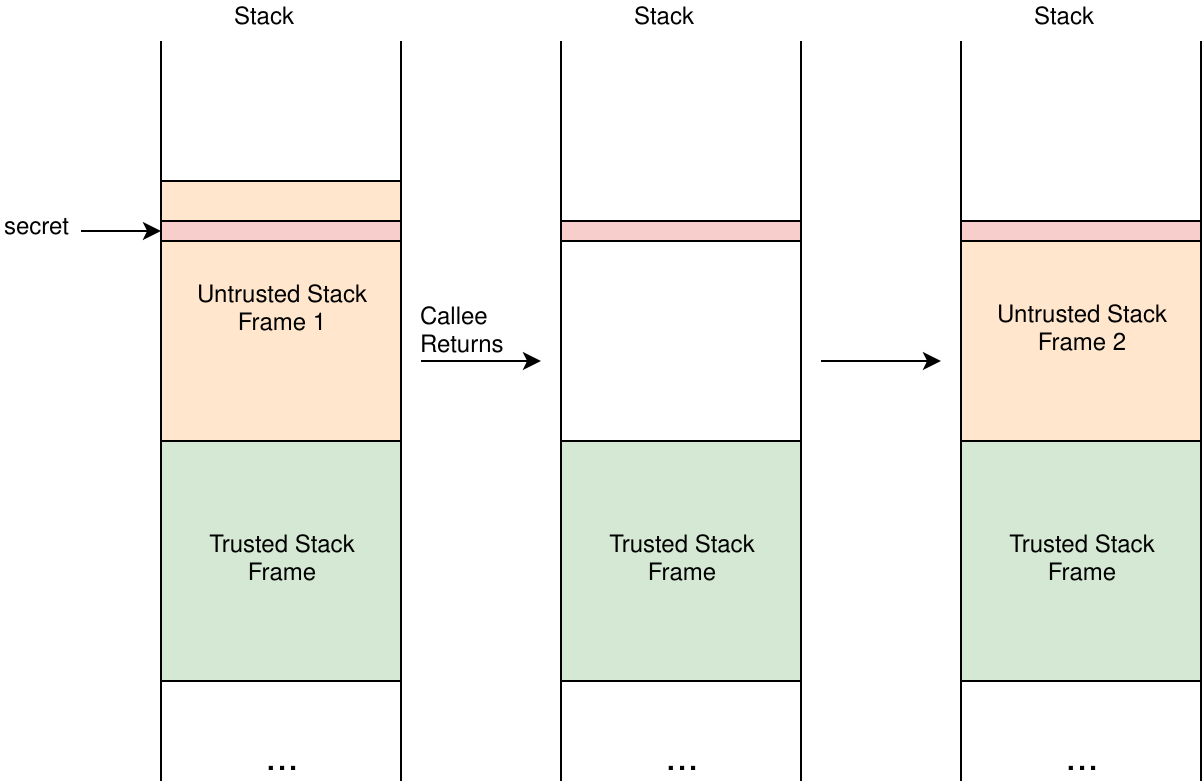 Stack
Stack
Stack
secret
Untrusted Stack
Frame 1
Callee
Returns
Untrusted Stack
Frame 2
Trusted Stack
Frame
Trusted Stack
Frame
Trusted Stack
Frame
...
...
...